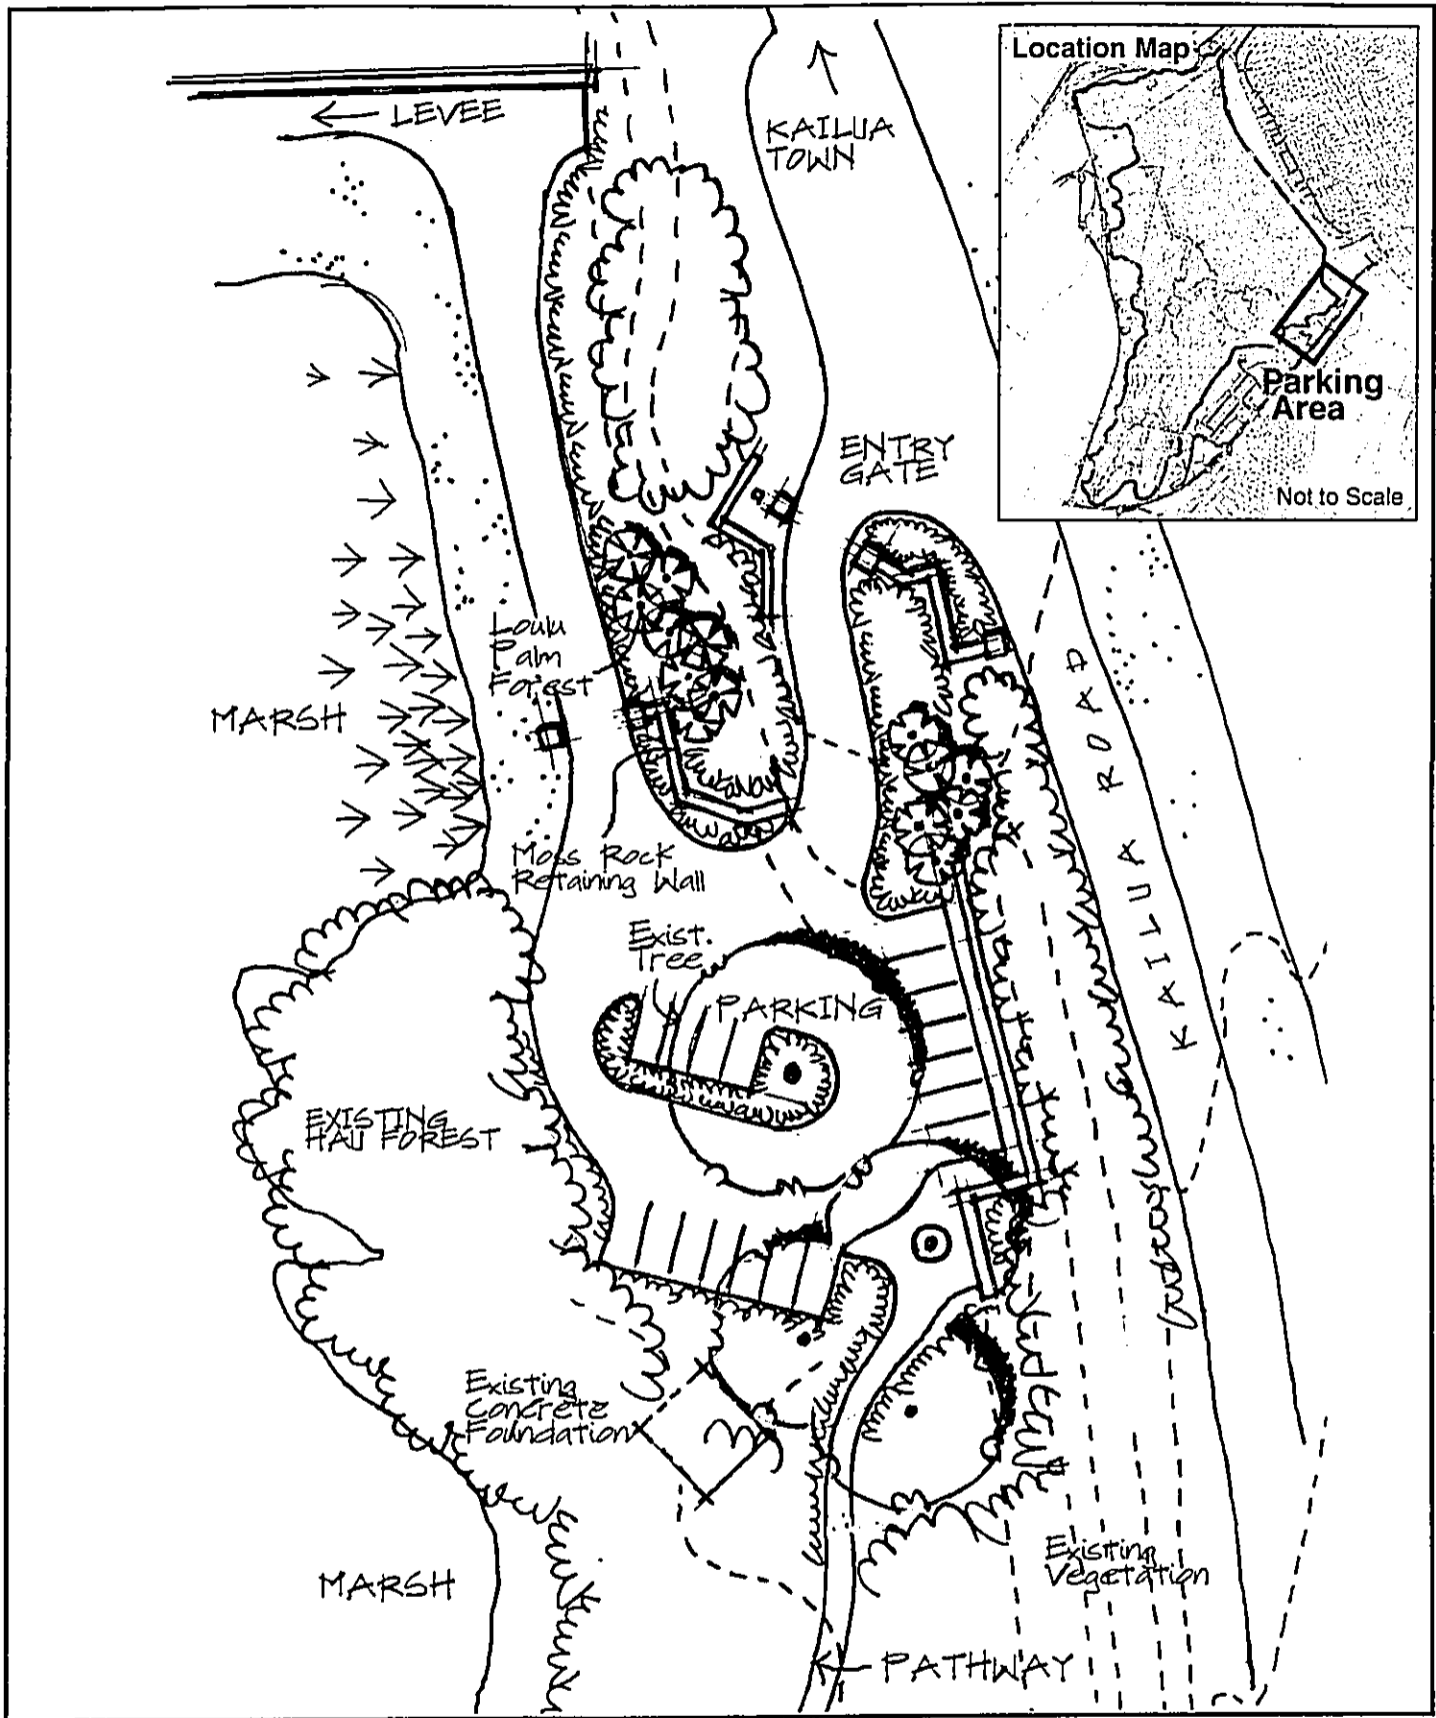 Location Map
LEVEE
KAILUA
TOWN
Parking
Area
ENTRY
GATE
Not to Scale
Loulu
Palm
Forest
MARSH
KAILUA ROAD
Moss Rock
Retaining Wall
Exist.
Tree
PARKING
EXISTING
HAU FOREST
Existing
Concrete
Foundation
Existing
Vegetation
MARSH
PATHWAY